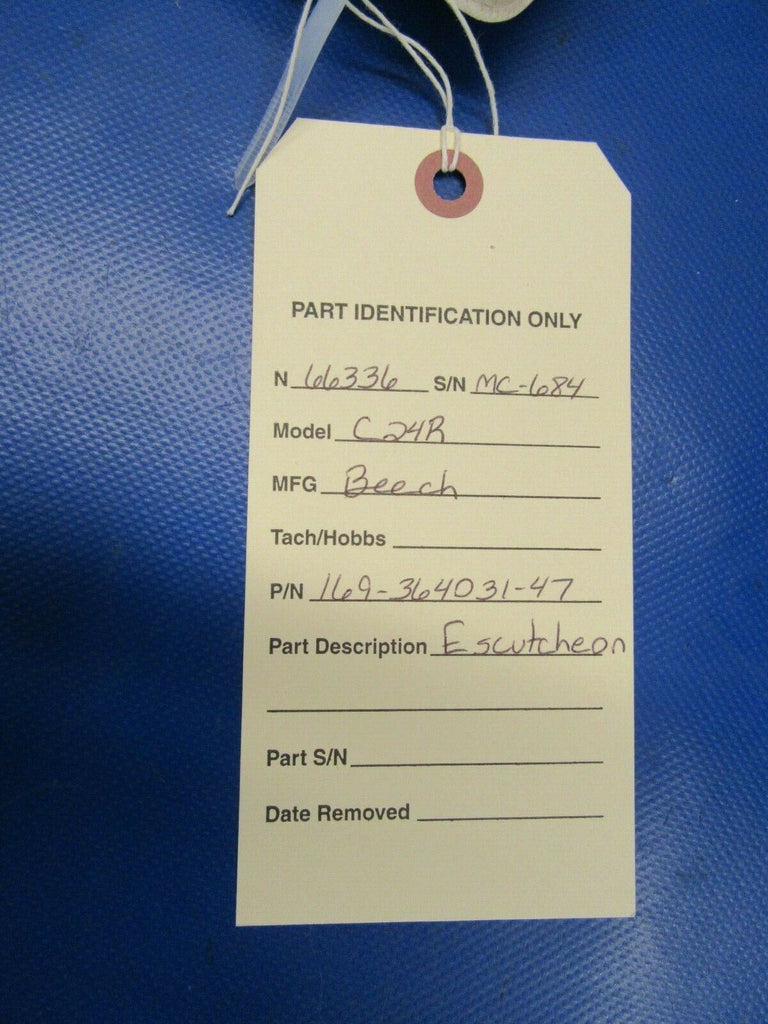 PART IDENTIFICATION ONLY
N 66336 S/N MC-684
Model C24R
MFG Beech
Tach/Hobbs
P/N 169-364031-47
Part Description Escutcheon
Part S/N
Date Removed